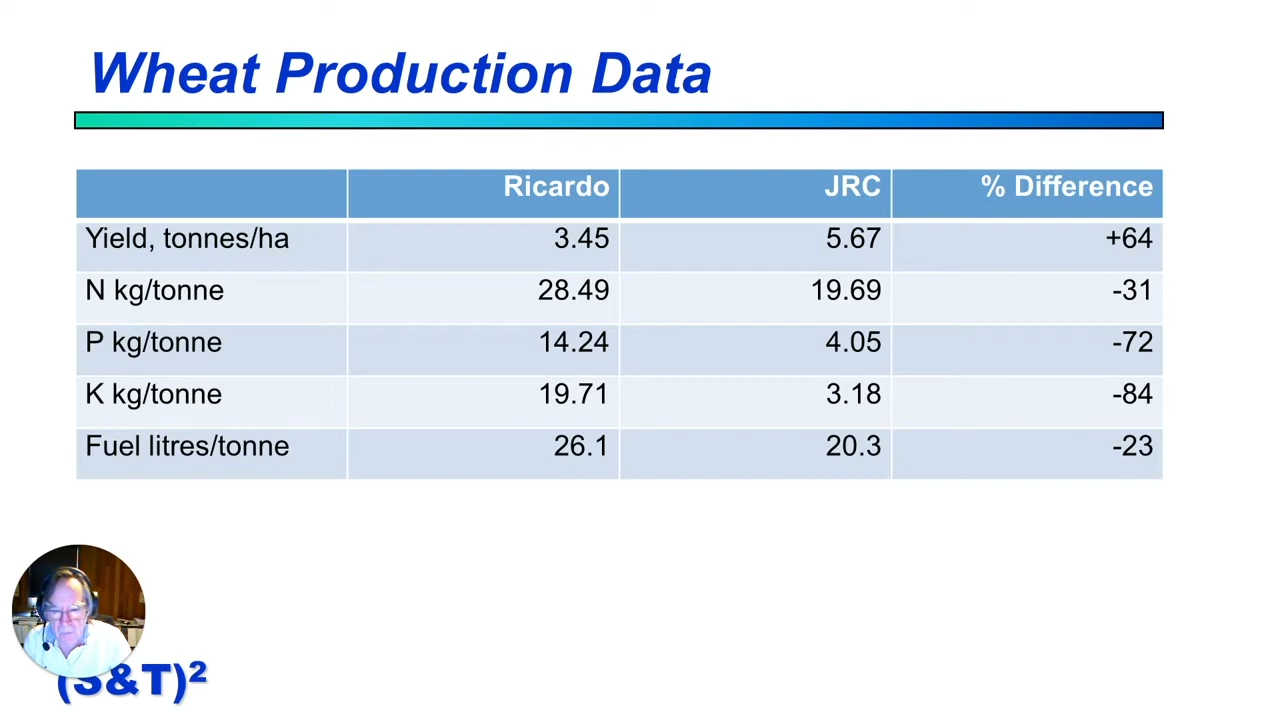 Wheat Production Data
Ricardo JRC % Difference
Yield, tonnes/ha 3.45 5.67 +64
N kg/tonne 28.49 19.69 -31
P kg/tonne 14.24 4.05 -72
K kg/tonne 19.71 3.18 -84
Fuel litres/tonne 26.1 20.3 -23
(S&T)²